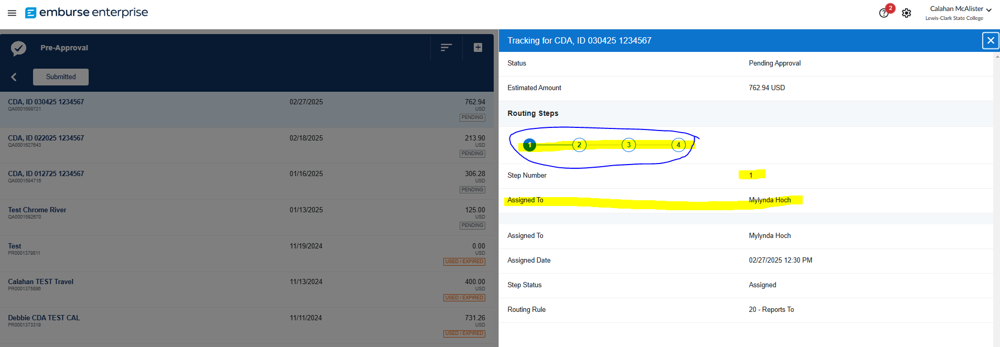 emburse enterprise
2
Calahan McAlister
Lewis-Clark State College
Pre-Approval
Submitted
CDA, ID 030425 1234567 02/27/2025 762.94
QA0001699721 USD
PENDING
CDA, ID 022025 1234567 02/18/2025 213.90
QA0001627643 USD
PENDING
CDA, ID 012725 1234567 01/16/2025 306.28
QA0001594716 USD
PENDING
Test Chrome River 01/13/2025 125.00
QA0001592670 USD
PENDING
Test 11/19/2024 0.00
PR0001379811 USD
USED / EXPIRED
Calahan TEST Travel 11/13/2024 400.00
PR0001375896 USD
USED / EXPIRED
Debbie CDA TEST CAL 11/11/2024 731.26
PR0001373319 USD
USED / EXPIRED
Tracking for CDA, ID 030425 1234567
Status Pending Approval
Estimated Amount 762.94 USD
Routing Steps
1 2 3 4
Step Number 1
Assigned To Mylynda Hoch
Assigned To Mylynda Hoch
Assigned Date 02/27/2025 12:30 PM
Step Status Assigned
Routing Rule 20 - Reports To